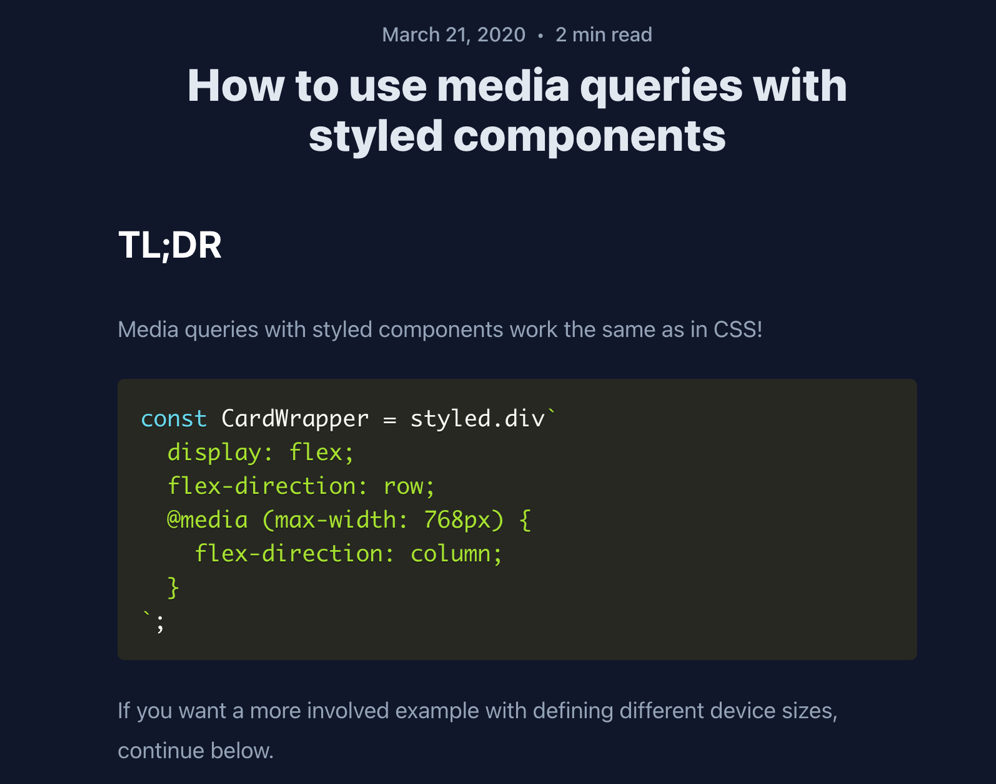 March 21, 2020 • 2 min read
How to use media queries with
styled components
TL;DR
Media queries with styled components work the same as in CSS!
const CardWrapper = styled.div`
  display: flex;
  flex-direction: row;
  @media (max-width: 768px) {
    flex-direction: column;
  }
`;
If you want a more involved example with defining different device sizes,
continue below.